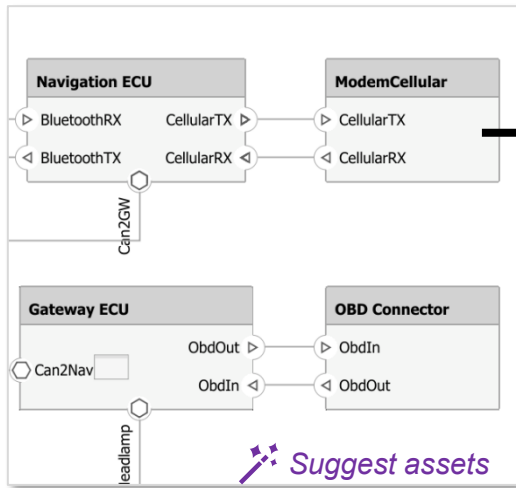 Navigation ECU
BluetoothRX
CellularTX
BluetoothTX
CellularRX
Can2GW
ModemCellular
CellularTX
CellularRX
Gateway ECU
ObdOut
Can2Nav
ObdIn
OBD Connector
ObdIn
ObdOut
Suggest assets